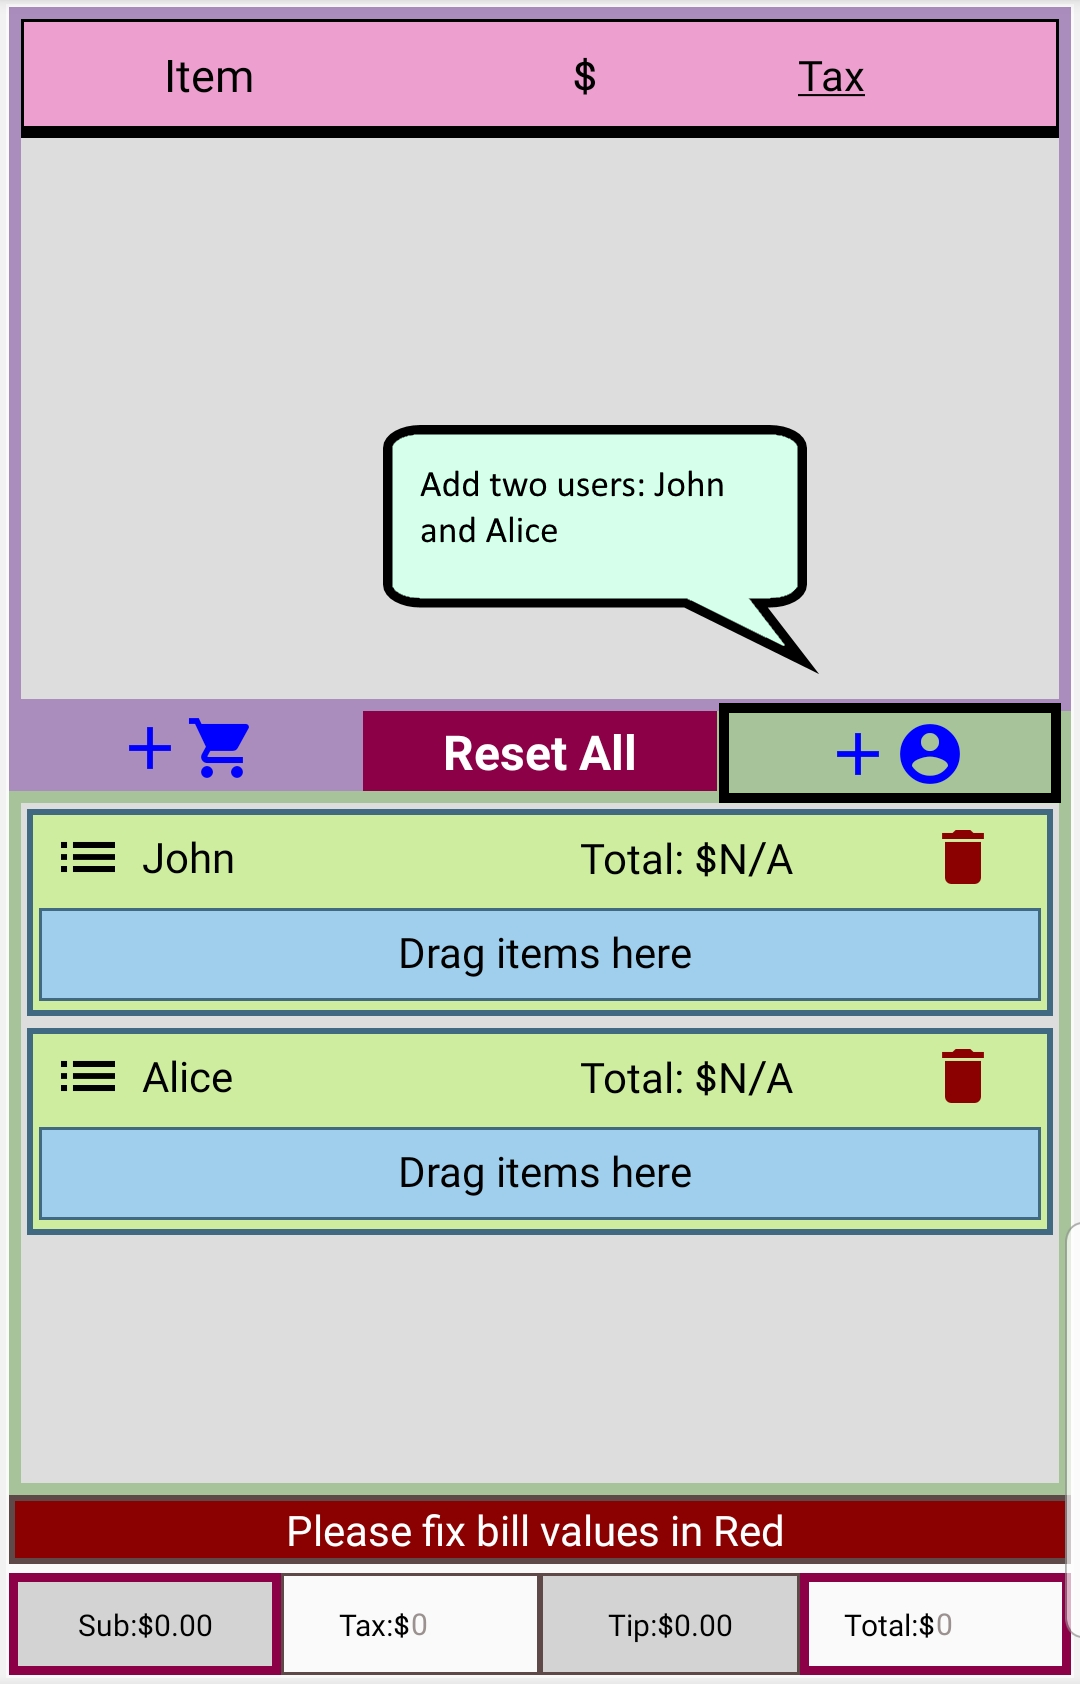 Item $ Tax
Add two users: John
and Alice
Reset All
John Total: $N/A
Drag items here
Alice Total: $N/A
Drag items here
Please fix bill values in Red
Sub:$0.00 Tax:$0 Tip:$0.00 Total:$0